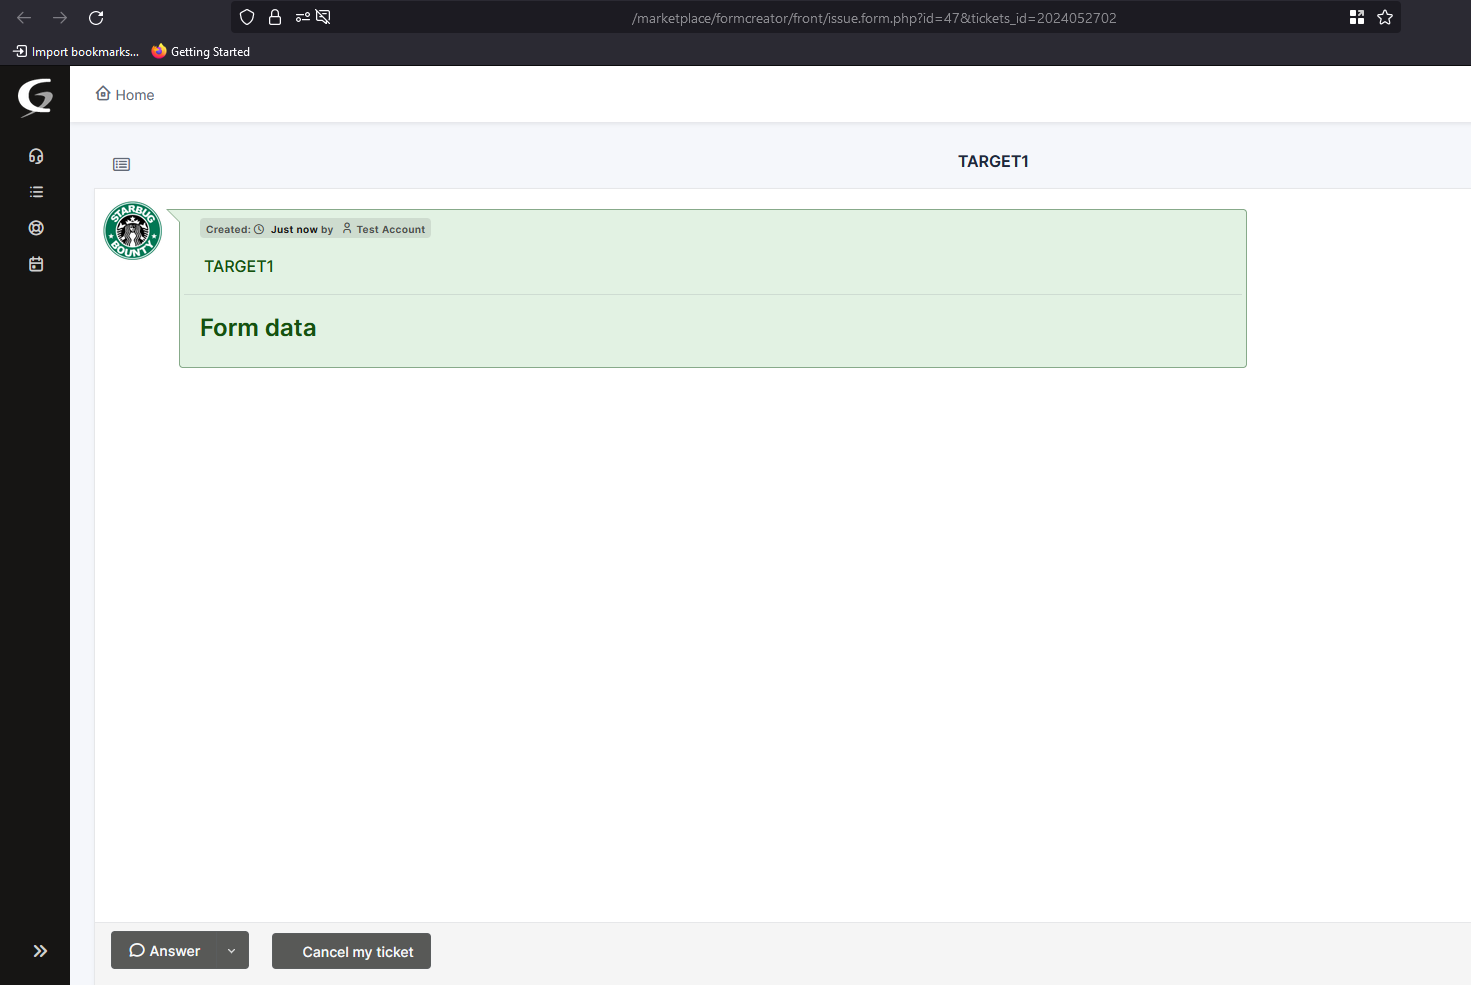 /marketplace/formcreator/front/issue.form.php?id=47&tickets_id=2024052702
Import bookmarks...
Getting Started
Home
TARGET1
STARBUG
BOUNTY
Created: Just now by Test Account
TARGET1
Form data
Answer
Cancel my ticket